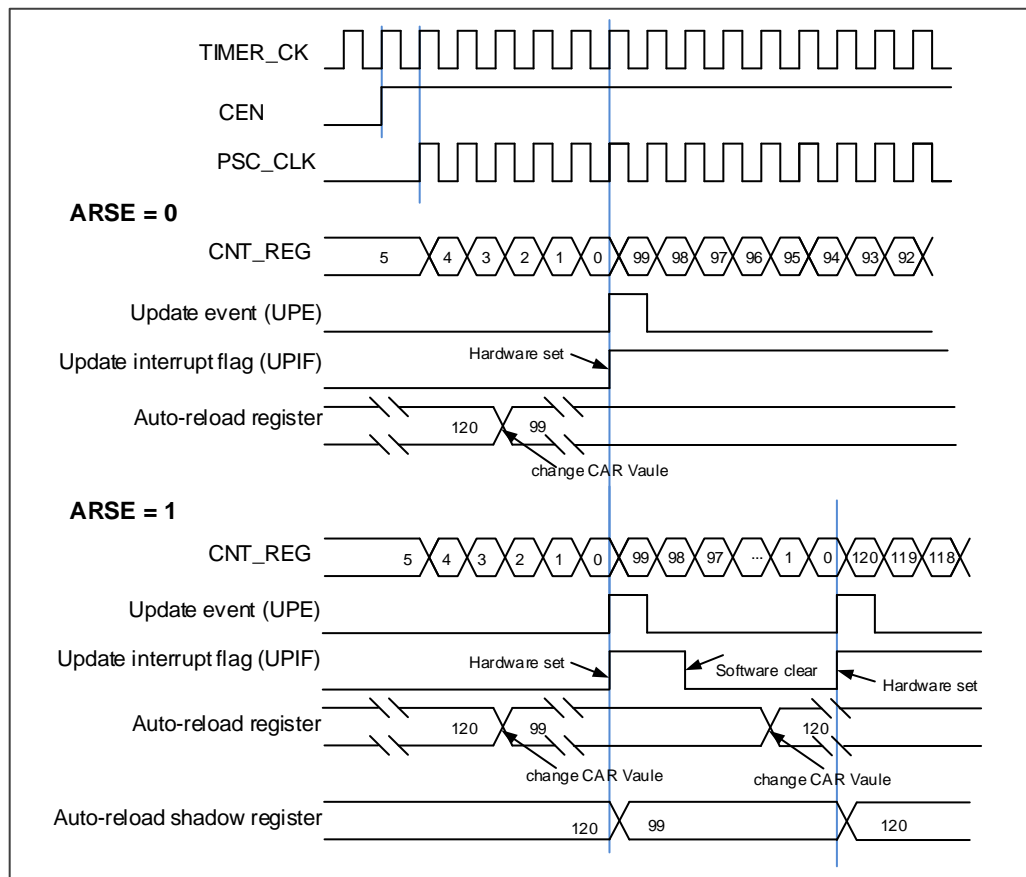 TIMER_CK
CEN
PSC_CLK
ARSE = 0
CNT_REG 5 4 3 2 1 0 99 98 97 96 95 94 93 92
Update event (UPE)
Update interrupt flag (UPIF) Hardware set
Auto-reload register 120 99
change CAR Vaule
ARSE = 1
CNT_REG 5 4 3 2 1 0 99 98 97 ... 1 0 120 119 118
Update event (UPE)
Update interrupt flag (UPIF) Hardware set Software clear Hardware set
Auto-reload register 120 99 120
change CAR Vaule change CAR Vaule
Auto-reload shadow register 120 99 120